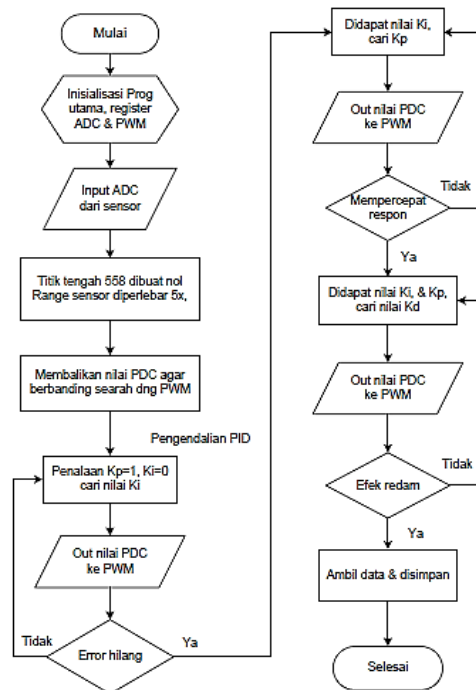 Mulai
Inisialisasi Prog
utama, register
ADC & PWM
Input ADC
dari sensor
Titik tengah 558 dibuat nol
Range sensor diperlebar 5x,
Membalikan nilai PDC agar
berbanding searah dng PWM
Pengendalian PID
Penalaan Kp=1, Ki=0
cari nilai Ki
Out nilai PDC
ke PWM
Tidak
Error hilang
Ya
Didapat nilai Ki,
cari Kp
Out nilai PDC
ke PWM
Mempercepat
respon
Tidak
Ya
Didapat nilai Ki, & Kp,
cari nilai Kd
Out nilai PDC
ke PWM
Efek redam
Tidak
Ya
Ambil data & disimpan
Selesai